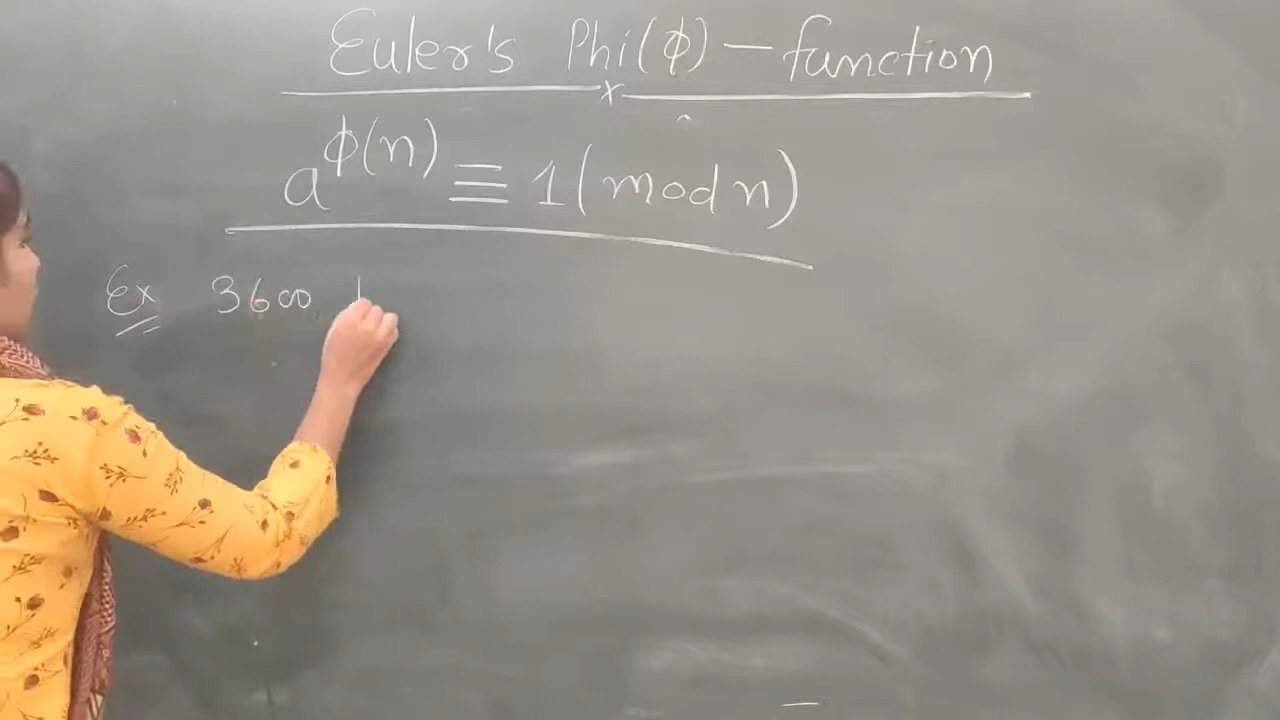 Euler's Phi(ϕ) - function
x
a^ϕ(n) ≡ 1(mod n)
Ex 3600